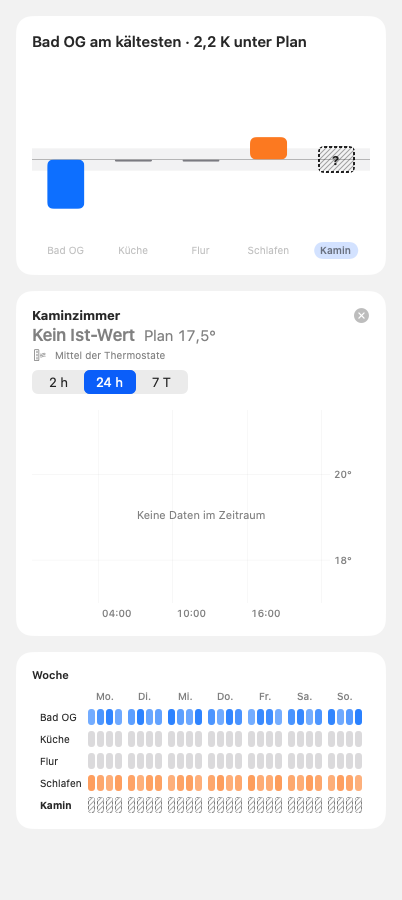 Bad OG am kältesten · 2,2 K unter Plan
?
Bad OG Küche Flur Schlafen Kamin
Kaminzimmer
Kein Ist-Wert Plan 17,5°
Mittel der Thermostate
2 h 24 h 7 T
20°
Keine Daten im Zeitraum
18°
04:00 10:00 16:00
Woche
Mo. Di. Mi. Do. Fr. Sa. So.
Bad OG
Küche
Flur
Schlafen
Kamin